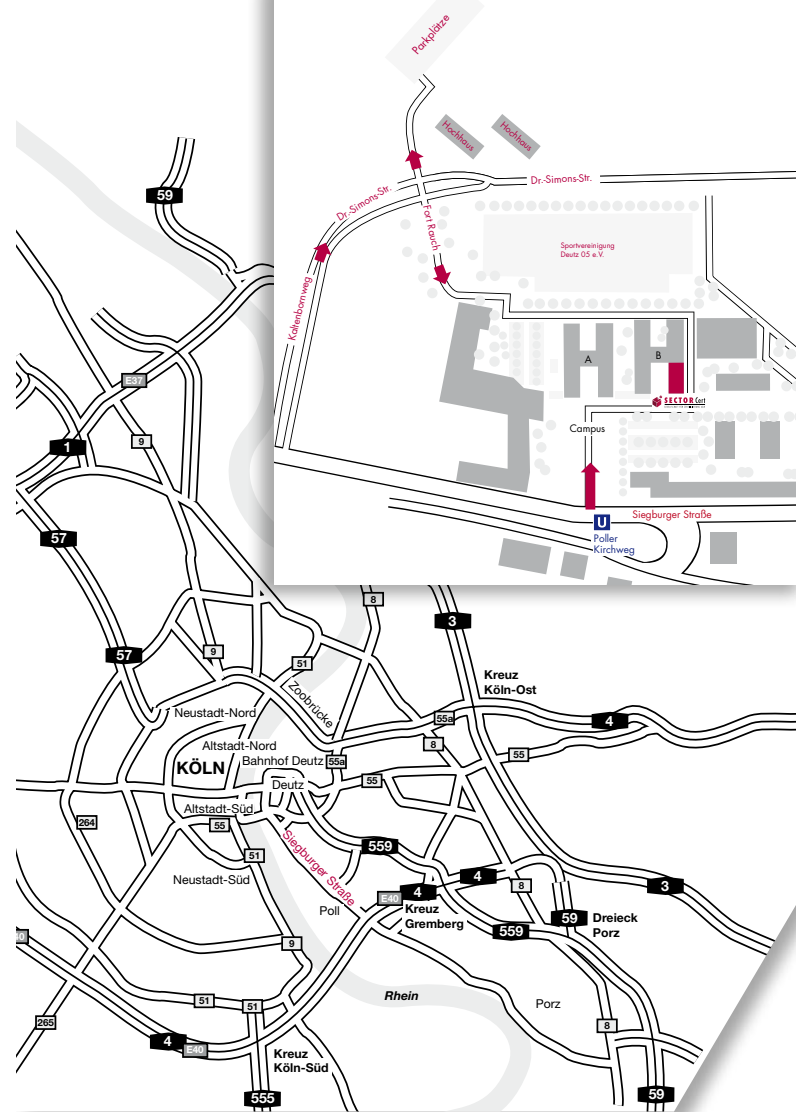 Parkplätze
Hochhaus
Hochhaus
Dr.-Simons-Str.
Dr.-Simons-Str.
Fort Rauch
Kaltenbornweg
Sportvereinigung
Deutz 05 e.V.
A
B
SECTOR Cert
Campus
Siegburger Straße
U
Poller
Kirchweg
59
E37
9
1
57
8
3
57
9
51
Zoobrücke
Kreuz
Köln-Ost
Neustadt-Nord
55a
4
Altstadt-Nord
8
Bahnhof Deutz
55a
55
KÖLN
55
Deutz
Altstadt-Süd
264
55
Siegburger Straße
559
51
Neustadt-Süd
4
4
8
3
E40
Poll
Kreuz
Gremberg
59
Dreieck
Porz
559
9
Rhein
51
51
Porz
265
8
4
E40
Kreuz
Köln-Süd
555
59